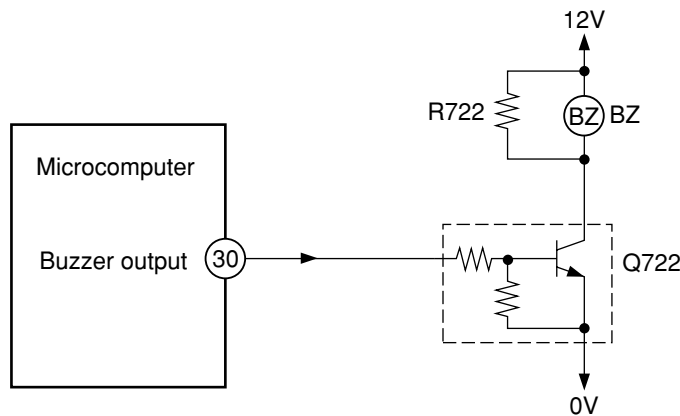 12V
R722
BZ BZ
Microcomputer
Buzzer output 30
Q722
0V